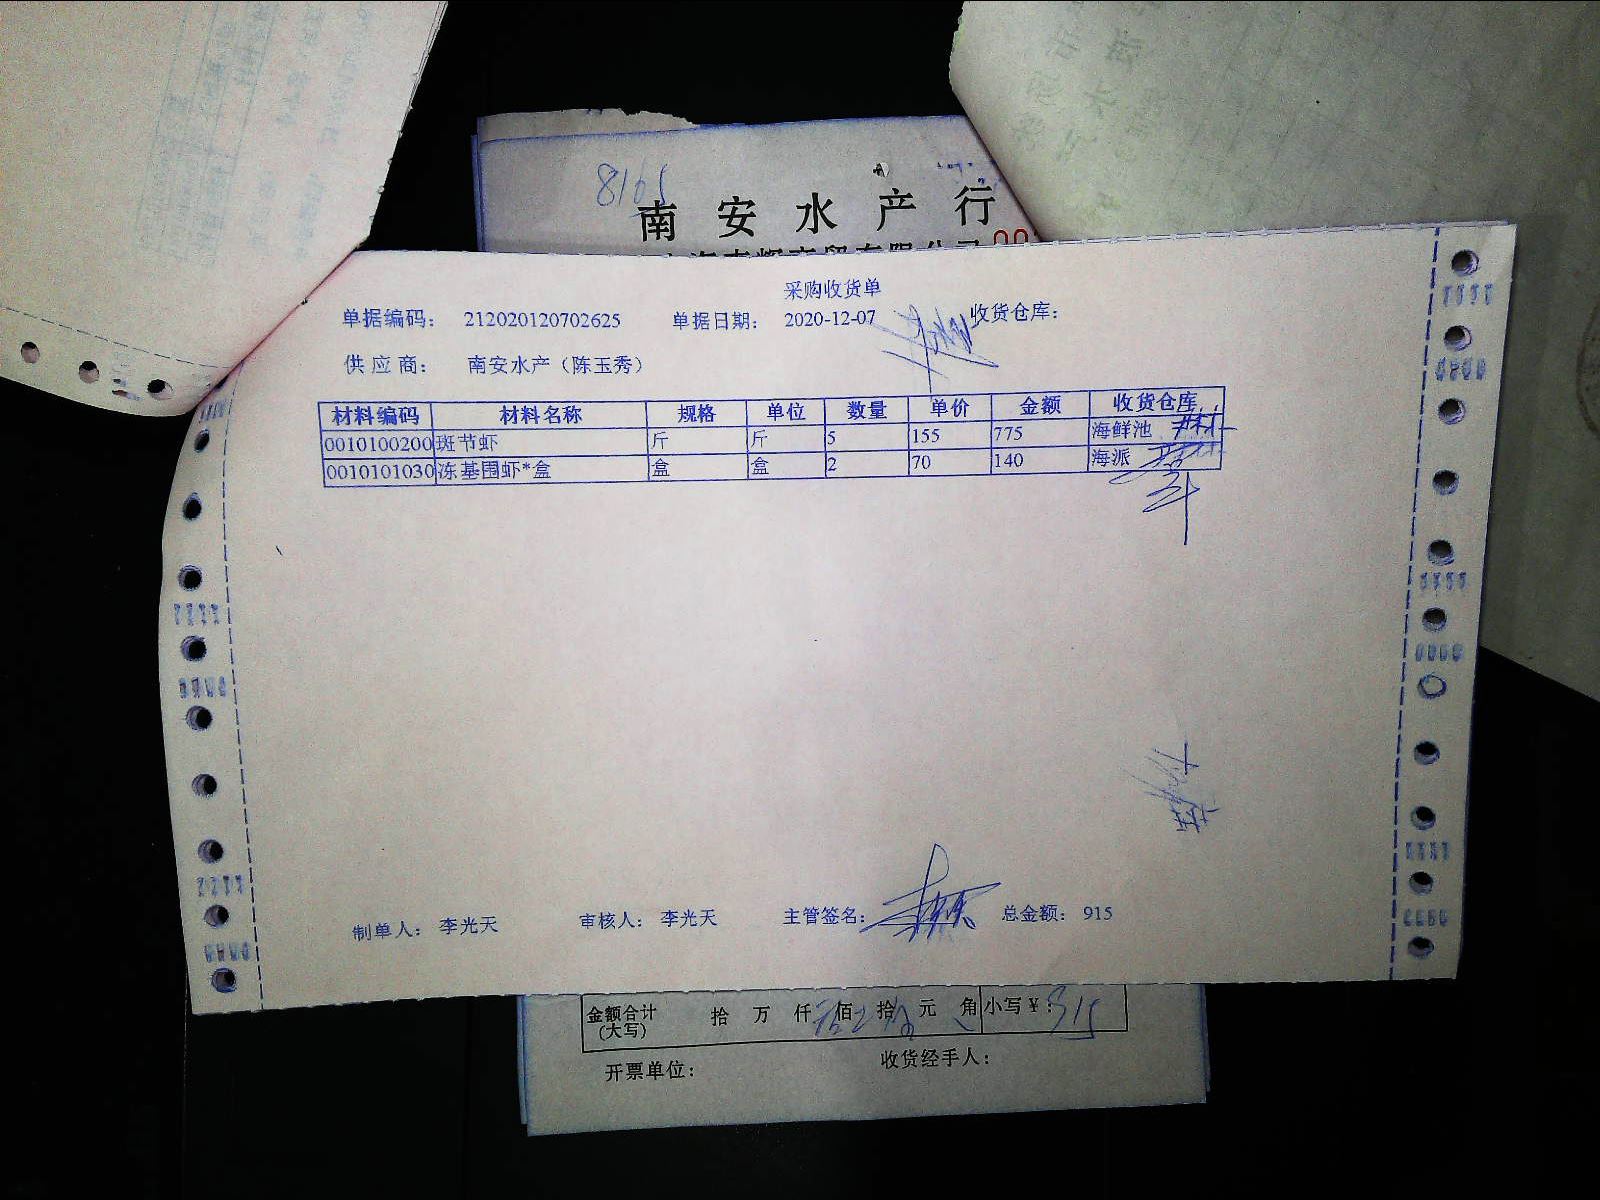 8165
南安水产行
采购收货单
单据编码： 212020120702625 单据日期： 2020-12-07 收货仓库：
供应商： 南安水产（陈玉秀）
材料编码 材料名称 规格 单位 数量 单价 金额 收货仓库
0010100200 斑节虾 斤 斤 5 155 775 海鲜池
0010101030 冻基围虾*盒 盒 盒 2 70 140 海派
制单人： 李光天 审核人： 李光天 主管签名： 总金额： 915
金额合计 拾 万 仟 佰 拾 元 角 小写￥：
(大写)
开票单位： 收货经手人：